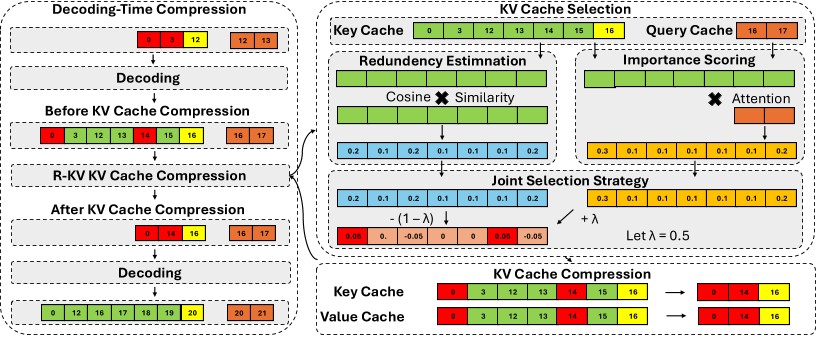 Decoding-Time Compression
0 3 12 12 13
Decoding
Before KV Cache Compression
0 3 12 13 14 15 16 16 17
R-KV KV Cache Compression
After KV Cache Compression
0 14 16 16 17
Decoding
0 12 16 17 18 19 20 20 21
KV Cache Selection
Key Cache 0 3 12 13 14 15 16 Query Cache 16 17
Redundency Estimnation
Cosine ✖ Similarity
0.2 0.1 0.2 0.1 0.1 0.1 0.2
Importance Scoring
✖ Attention
0.3 0.1 0.1 0.1 0.1 0.1 0.2
Joint Selection Strategy
0.2 0.1 0.2 0.1 0.1 0.1 0.2 0.3 0.1 0.1 0.1 0.1 0.1 0.2
- (1 – λ) + λ
0.05 0. -0.05 0 0 0.05 -0.05 Let λ = 0.5
KV Cache Compression
Key Cache 0 3 12 13 14 15 16 0 14 16
Value Cache 0 3 12 13 14 15 16 0 14 16